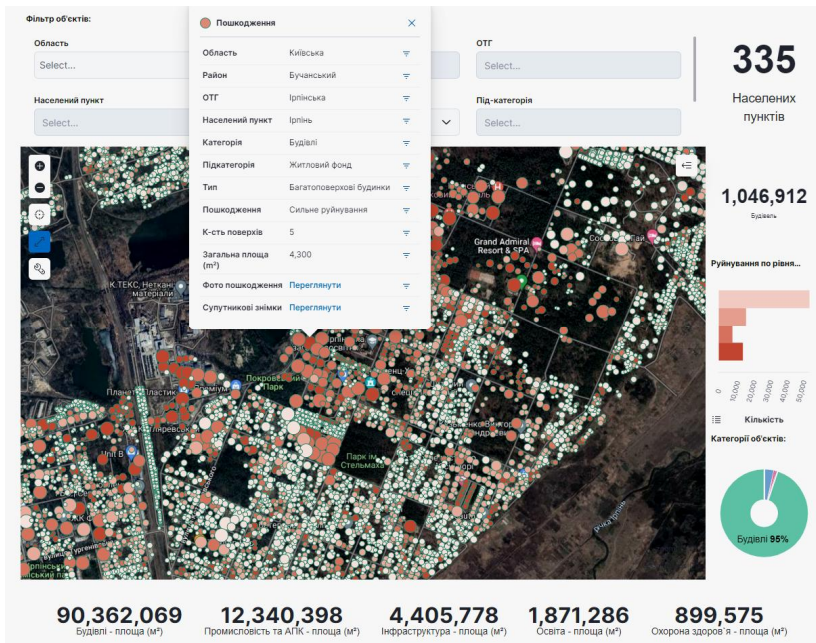 Фільтр об'єктів:
Область
Select...
ОТГ
Select...
Населений пункт
Select...
Під-категорія
Select...
Пошкодження
Область Київська
Район Бучанський
ОТГ Ірпінська
Населений пункт Ірпінь
Категорія Будівлі
Підкатегорія Житловий фонд
Тип Багатоповерхові будинки
Пошкодження Сильне руйнування
К-сть поверхів 5
Загальна площа (м²) 4,300
Фото пошкодження Переглянути
Супутникові знімки Переглянути
335
Населених
пунктів
1,046,912
Будівель
Руйнування по рівня...
0
10,000
20,000
30,000
40,000
50,000
Кількість
Категорії об'єктів:
Будівлі 95%
Grand Admiral
Resort & SPA
К.ТЕКС, Неткані
матеріали
Парк ім.
Стельмаха
Unit B
річка Ірпінь
90,362,069
Будівлі - площа (м²)
12,340,398
Промисловість та АПК - площа (м²)
4,405,778
Інфраструктура - площа (м²)
1,871,286
Освіта - площа (м²)
899,575
Охорона здоров'я - площа (м²)